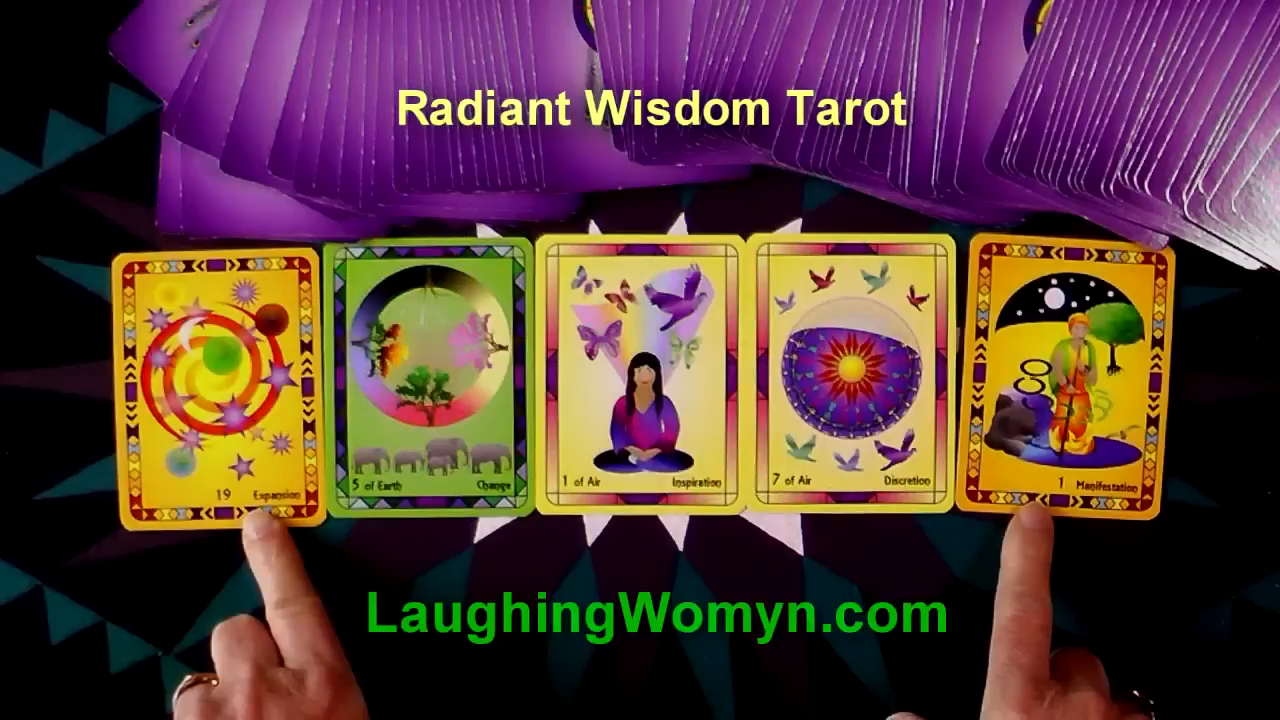 Radiant Wisdom Tarot
19 Expansion
5 of Earth Change
1 of Air Inspiration
7 of Air Discretion
1 Manifestation
LaughingWomyn.com